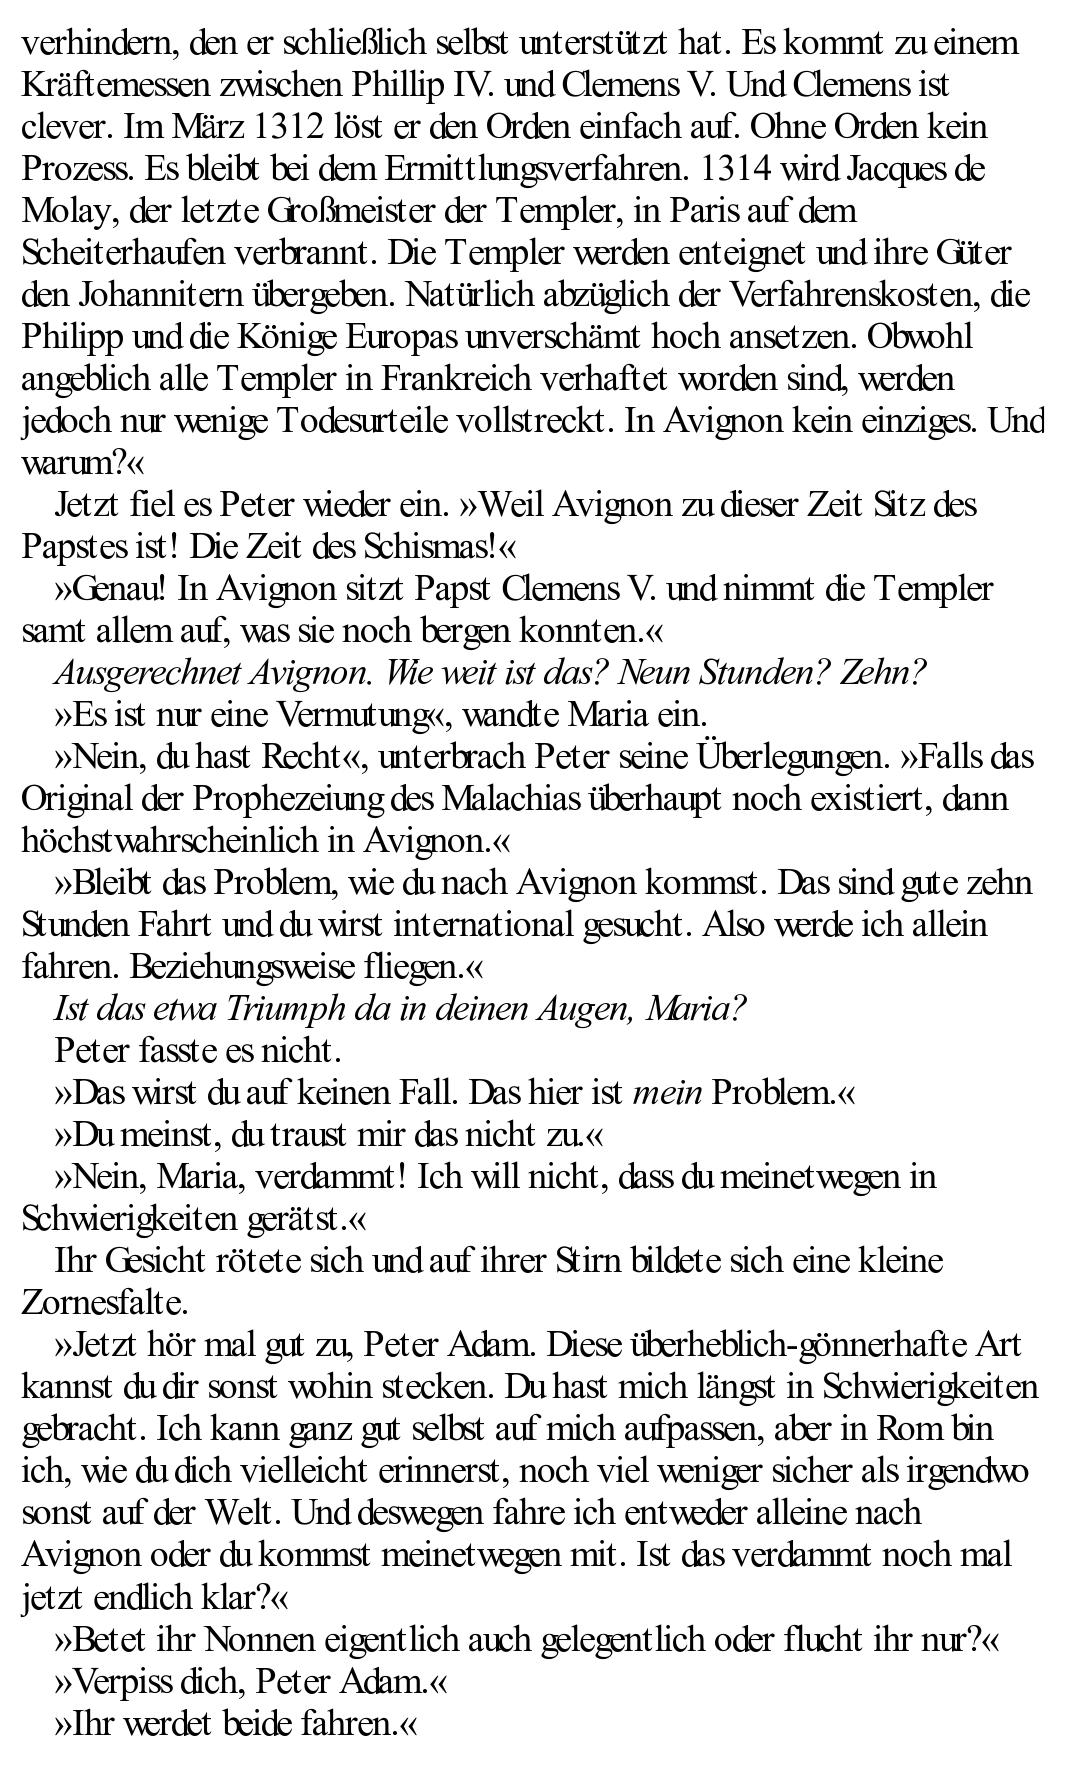 verhindern, den er schließlich selbst unterstützt hat. Es kommt zu einem
Kräftemessen zwischen Phillip IV. und Clemens V. Und Clemens ist
clever. Im März 1312 löst er den Orden einfach auf. Ohne Orden kein
Prozess. Es bleibt bei dem Ermittlungsverfahren. 1314 wird Jacques de
Molay, der letzte Großmeister der Templer, in Paris auf dem
Scheiterhaufen verbrannt. Die Templer werden enteignet und ihre Güter
den Johannitern übergeben. Natürlich abzüglich der Verfahrenskosten, die
Philipp und die Könige Europas unverschämt hoch ansetzen. Obwohl
angeblich alle Templer in Frankreich verhaftet worden sind, werden
jedoch nur wenige Todesurteile vollstreckt. In Avignon kein einziges. Und
warum?«
Jetzt fiel es Peter wieder ein. »Weil Avignon zu dieser Zeit Sitz des
Papstes ist! Die Zeit des Schismas!«
»Genau! In Avignon sitzt Papst Clemens V. und nimmt die Templer
samt allem auf, was sie noch bergen konnten.«
Ausgerechnet Avignon. Wie weit ist das? Neun Stunden? Zehn?
»Es ist nur eine Vermutung«, wandte Maria ein.
»Nein, du hast Recht«, unterbrach Peter seine Überlegungen. »Falls das
Original der Prophezeiung des Malachias überhaupt noch existiert, dann
höchstwahrscheinlich in Avignon.«
»Bleibt das Problem, wie du nach Avignon kommst. Das sind gute zehn
Stunden Fahrt und du wirst international gesucht. Also werde ich allein
fahren. Beziehungsweise fliegen.«
Ist das etwa Triumph da in deinen Augen, Maria?
Peter fasste es nicht.
»Das wirst du auf keinen Fall. Das hier ist mein Problem.«
»Du meinst, du traust mir das nicht zu.«
»Nein, Maria, verdammt! Ich will nicht, dass du meinetwegen in
Schwierigkeiten gerätst.«
Ihr Gesicht rötete sich und auf ihrer Stirn bildete sich eine kleine
Zornesfalte.
»Jetzt hör mal gut zu, Peter Adam. Diese überheblich-gönnerhafte Art
kannst du dir sonst wohin stecken. Du hast mich längst in Schwierigkeiten
gebracht. Ich kann ganz gut selbst auf mich aufpassen, aber in Rom bin
ich, wie du dich vielleicht erinnerst, noch viel weniger sicher als irgendwo
sonst auf der Welt. Und deswegen fahre ich entweder alleine nach
Avignon oder du kommst meinetwegen mit. Ist das verdammt noch mal
jetzt endlich klar?«
»Betet ihr Nonnen eigentlich auch gelegentlich oder flucht ihr nur?«
»Verpiss dich, Peter Adam.«
»Ihr werdet beide fahren.«